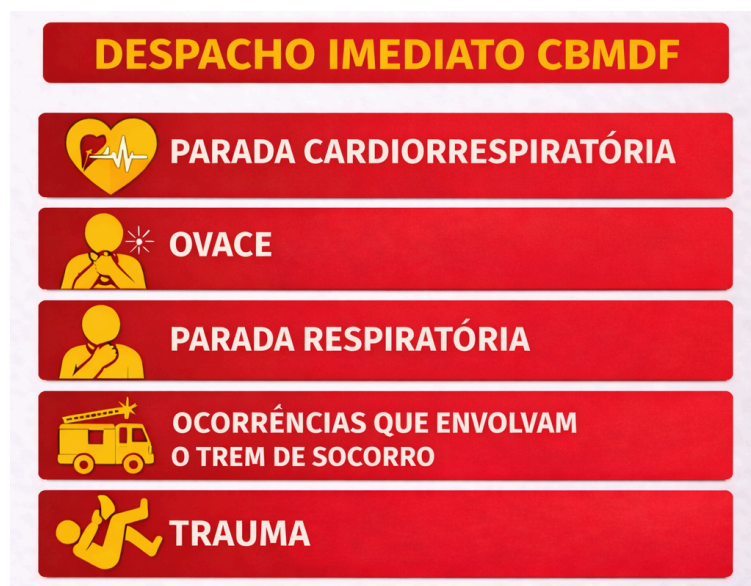 DESPACHO IMEDIATO CBMDF
PARADA CARDIORRESPIRATÓRIA
OVACE
PARADA RESPIRATÓRIA
OCORRÊNCIAS QUE ENVOLVAM
O TREM DE SOCORRO
TRAUMA